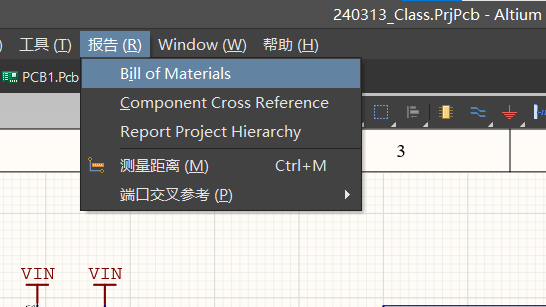 240313_Class.PrjPcb - Altium
) 工具 (T) 报告 (R) Window (W) 帮助 (H)
PCB1.Pcb
Bill of Materials
Component Cross Reference
Report Project Hierarchy
3
测量距离 (M) Ctrl+M
端口交叉参考 (P)
VIN VIN